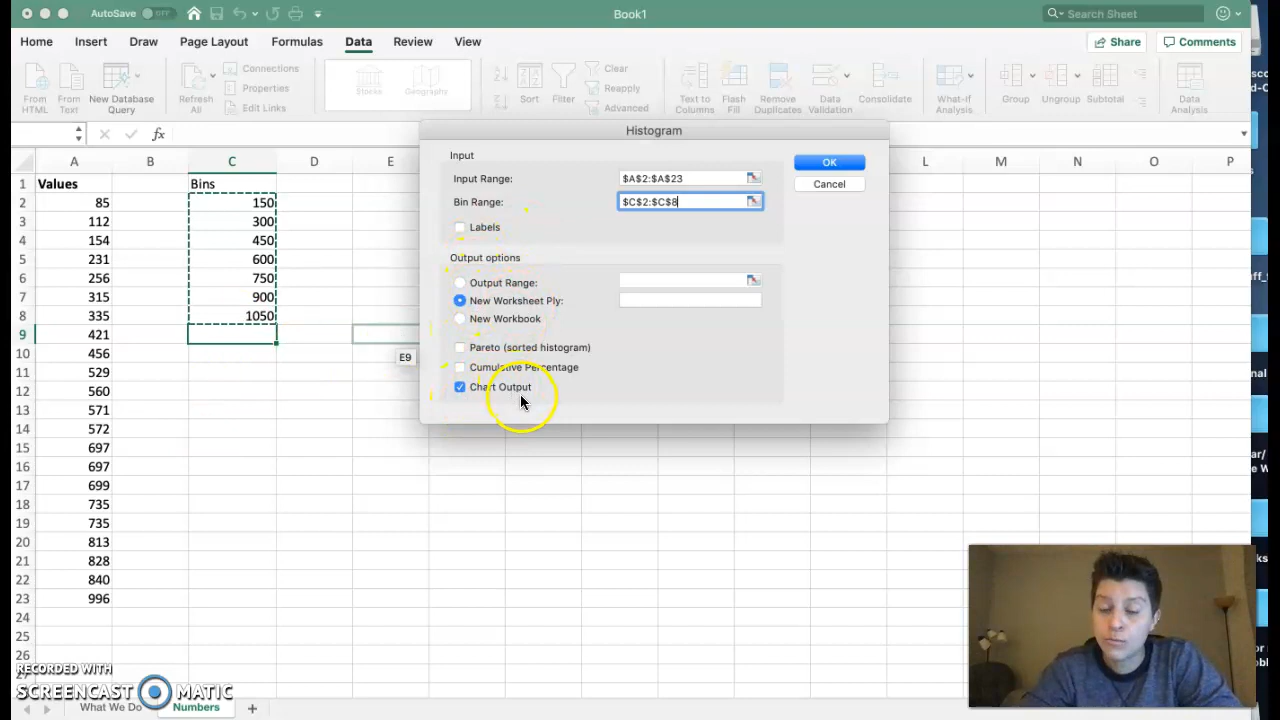 AutoSave OFF Book1 Search Sheet
Home Insert Draw Page Layout Formulas Data Review View Share Comments
From HTML From Text New Database Query Refresh All Connections Properties Edit Links Stocks Geography Sort Filter Clear Reapply Advanced Text to Columns Flash Fill Remove Duplicates Data Validation Consolidate What-If Analysis Group Ungroup Subtotal Data Analysis
fx
A B C D E L M N O P
1 Values Bins
2 85 150
3 112 300
4 154 450
5 231 600
6 256 750
7 315 900
8 335 1050
9 421
10 456
11 529
12 560
13 571
14 572
15 697
16 697
17 699
18 735
19 735
20 813
21 828
22 840
23 996
24
25
26
E9
Histogram
Input
Input Range: $A$2:$A$23
Bin Range: $C$2:$C$8
Labels
Output options
Output Range:
New Worksheet Ply:
New Workbook
Pareto (sorted histogram)
Cumulative Percentage
Chart Output
OK
Cancel
RECORDED WITH
SCREENCAST MATIC
What We Do Numbers +